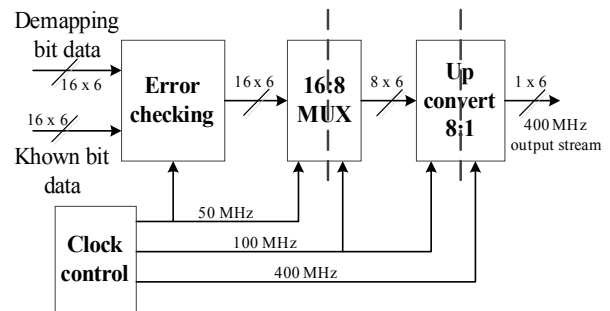 Demapping
bit data
16 x 6
16 x 6
Khown bit
data
Error
checking
16 x 6
16:8
MUX
8 x 6
Up
convert
8:1
1 x 6
400 MHz
output stream
50 MHz
100 MHz
400 MHz
Clock
control